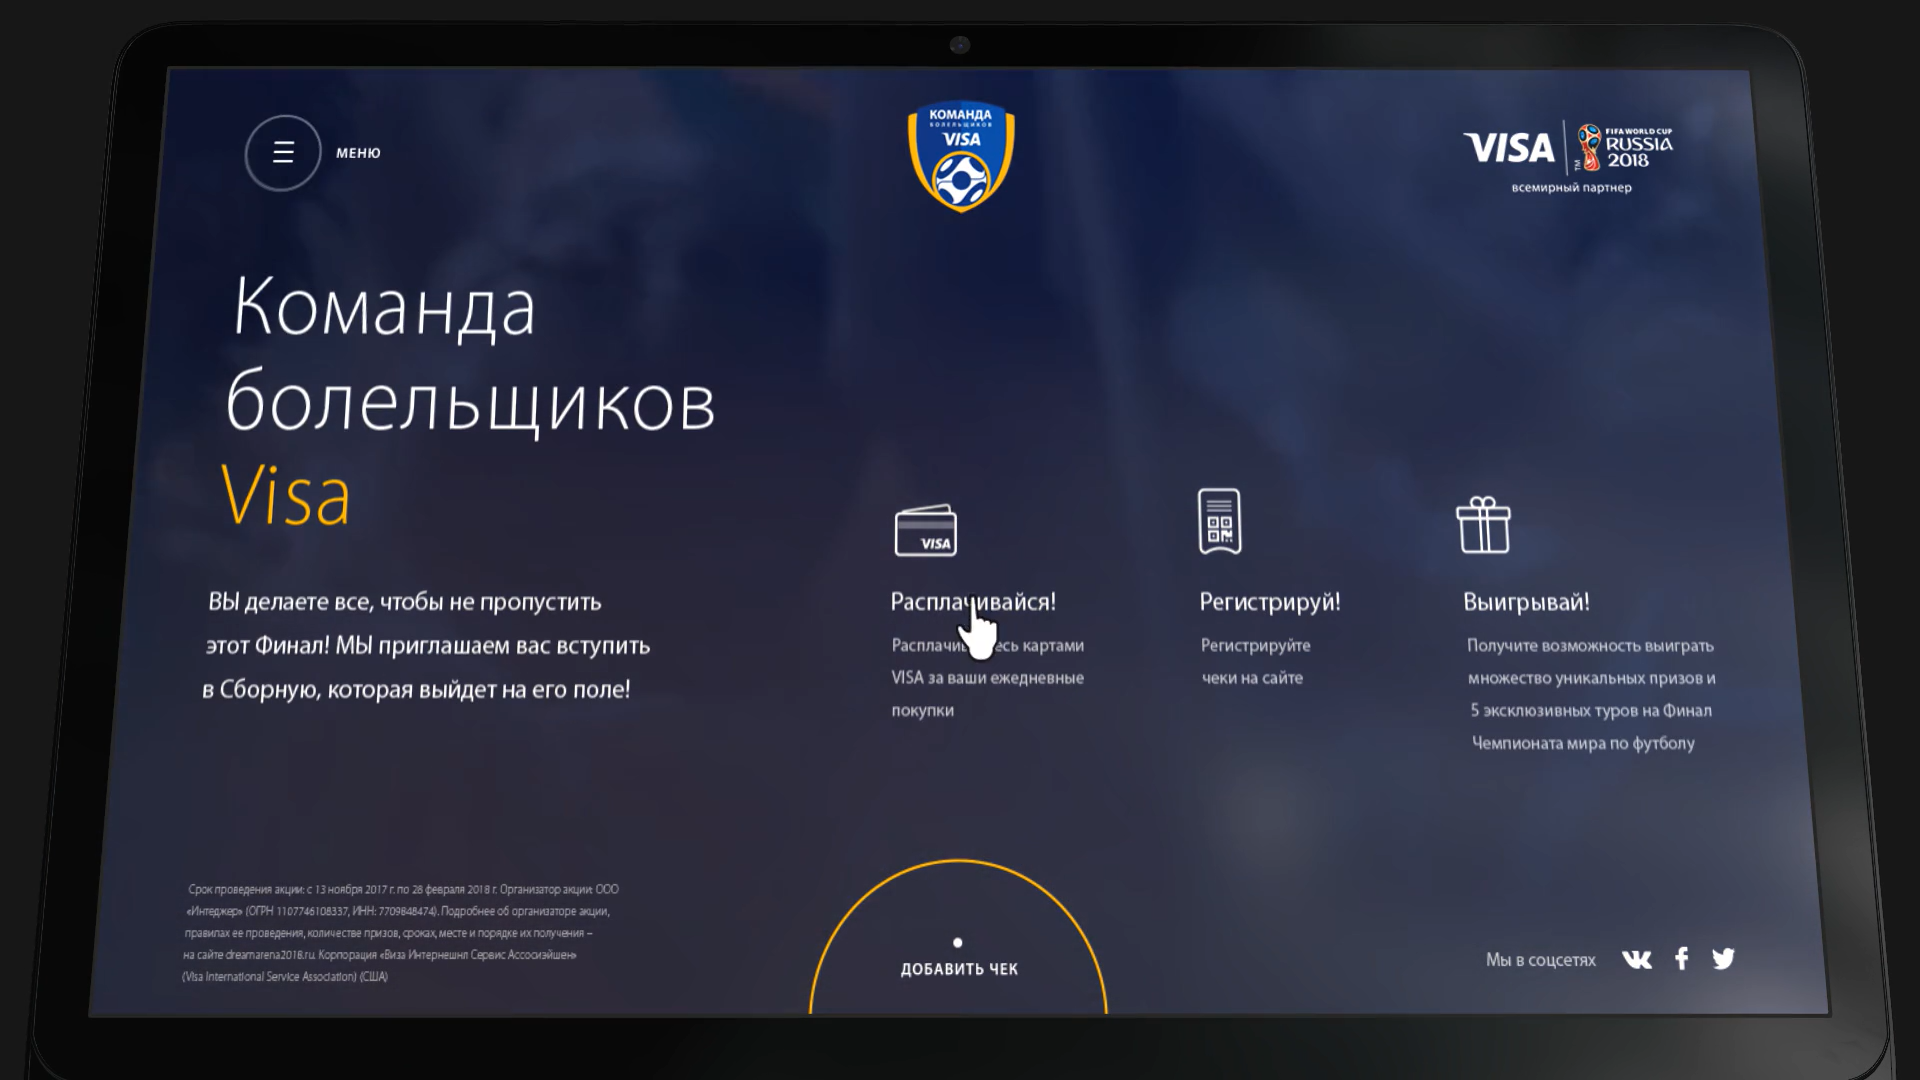 МЕНЮ
КОМАНДА
БОЛЕЛЬЩИКОВ
VISA
VISA
FIFA WORLD CUP
RUSSIA
2018
TM
всемирный партнер
Команда
болельщиков
Visa
ВЫ делаете все, чтобы не пропустить
этот Финал! МЫ приглашаем вас вступить
в Сборную, которая выйдет на его поле!
VISA
Расплачивайся!
Расплачи есь картами
VISA за ваши ежедневные
покупки
Регистрируй!
Регистрируйте
чеки на сайте
Выигрывай!
Получите возможность выиграть
множество уникальных призов и
5 эксклюзивных туров на Финал
Чемпионата мира по футболу
Срок проведения акции: с 13 ноября 2017 г. по 28 февраля 2018 г. Организатор акции: ООО
«Интеджер» (ОГРН 1107746108337, ИНН: 7709848474). Подробнее об организаторе акции,
правилах ее проведения, количестве призов, сроках, месте и порядке их получения –
на сайте dreamarena2018.ru. Корпорация «Виза Интернешнл Сервис Ассосиэйшен»
(Visa International Service Association) (США)
ДОБАВИТЬ ЧЕК
Мы в соцсетях